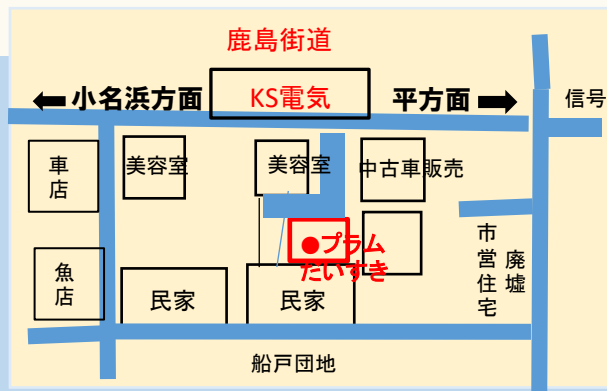 鹿島街道
小名浜方面
KS電気
平方面
信号
車店
美容室
美容室
中古車販売
●プラム
だいすき
魚店
民家
民家
市営住宅
廃墟
船戸団地